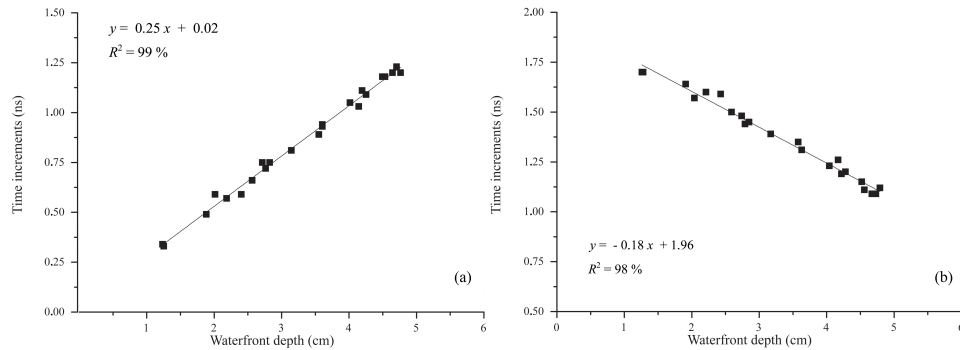 y = 0.25 x + 0.02
R² = 99 %
Time increments (ns)
1.50
1.25
1.00
0.75
0.50
0.25
0.00
1 2 3 4 5 6
Waterfront depth (cm)
(a)
Time increments (ns)
2.00
1.75
1.50
1.25
1.00
0.75
0.50
y = - 0.18 x + 1.96
R² = 98 %
0 1 2 3 4 5 6
Waterfront depth (cm)
(b)